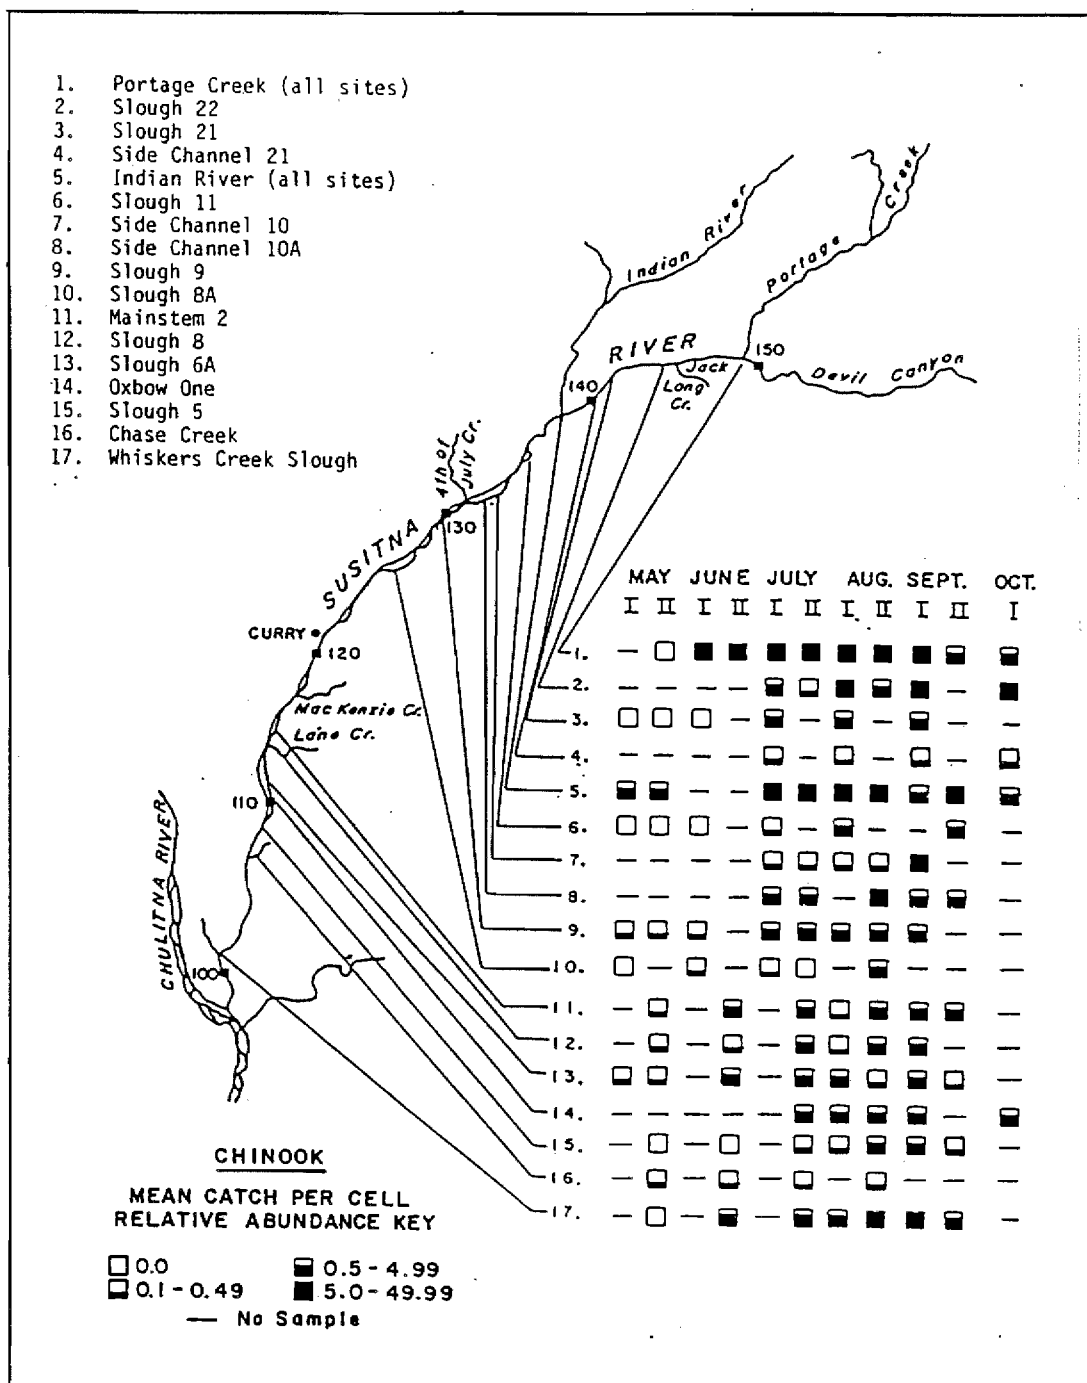 1. Portage Creek (all sites)
2. Slough 22
3. Slough 21
4. Side Channel 21
5. Indian River (all sites)
6. Slough 11
7. Side Channel 10
8. Side Channel 10A
9. Slough 9
10. Slough 8A
11. Mainstem 2
12. Slough 8
13. Slough 6A
14. Oxbow One
15. Slough 5
16. Chase Creek
17. Whiskers Creek Slough
Indian River
Portage Creek
RIVER
Jack
Long
Cr.
150
Devil Canyon
140
4th of
July Cr.
130
SUSITNA
CURRY
120
MacKenzie Cr.
Lane Cr.
110
CHULITNA RIVER
100
MAY JUNE JULY AUG. SEPT. OCT.
I II I II I II I II I II I
1.
2.
3.
4.
5.
6.
7.
8.
9.
10.
11.
12.
13.
14.
15.
16.
17.
CHINOOK
MEAN CATCH PER CELL
RELATIVE ABUNDANCE KEY
0.0
0.5 - 4.99
0.1 - 0.49
5.0 - 49.99
— No Sample